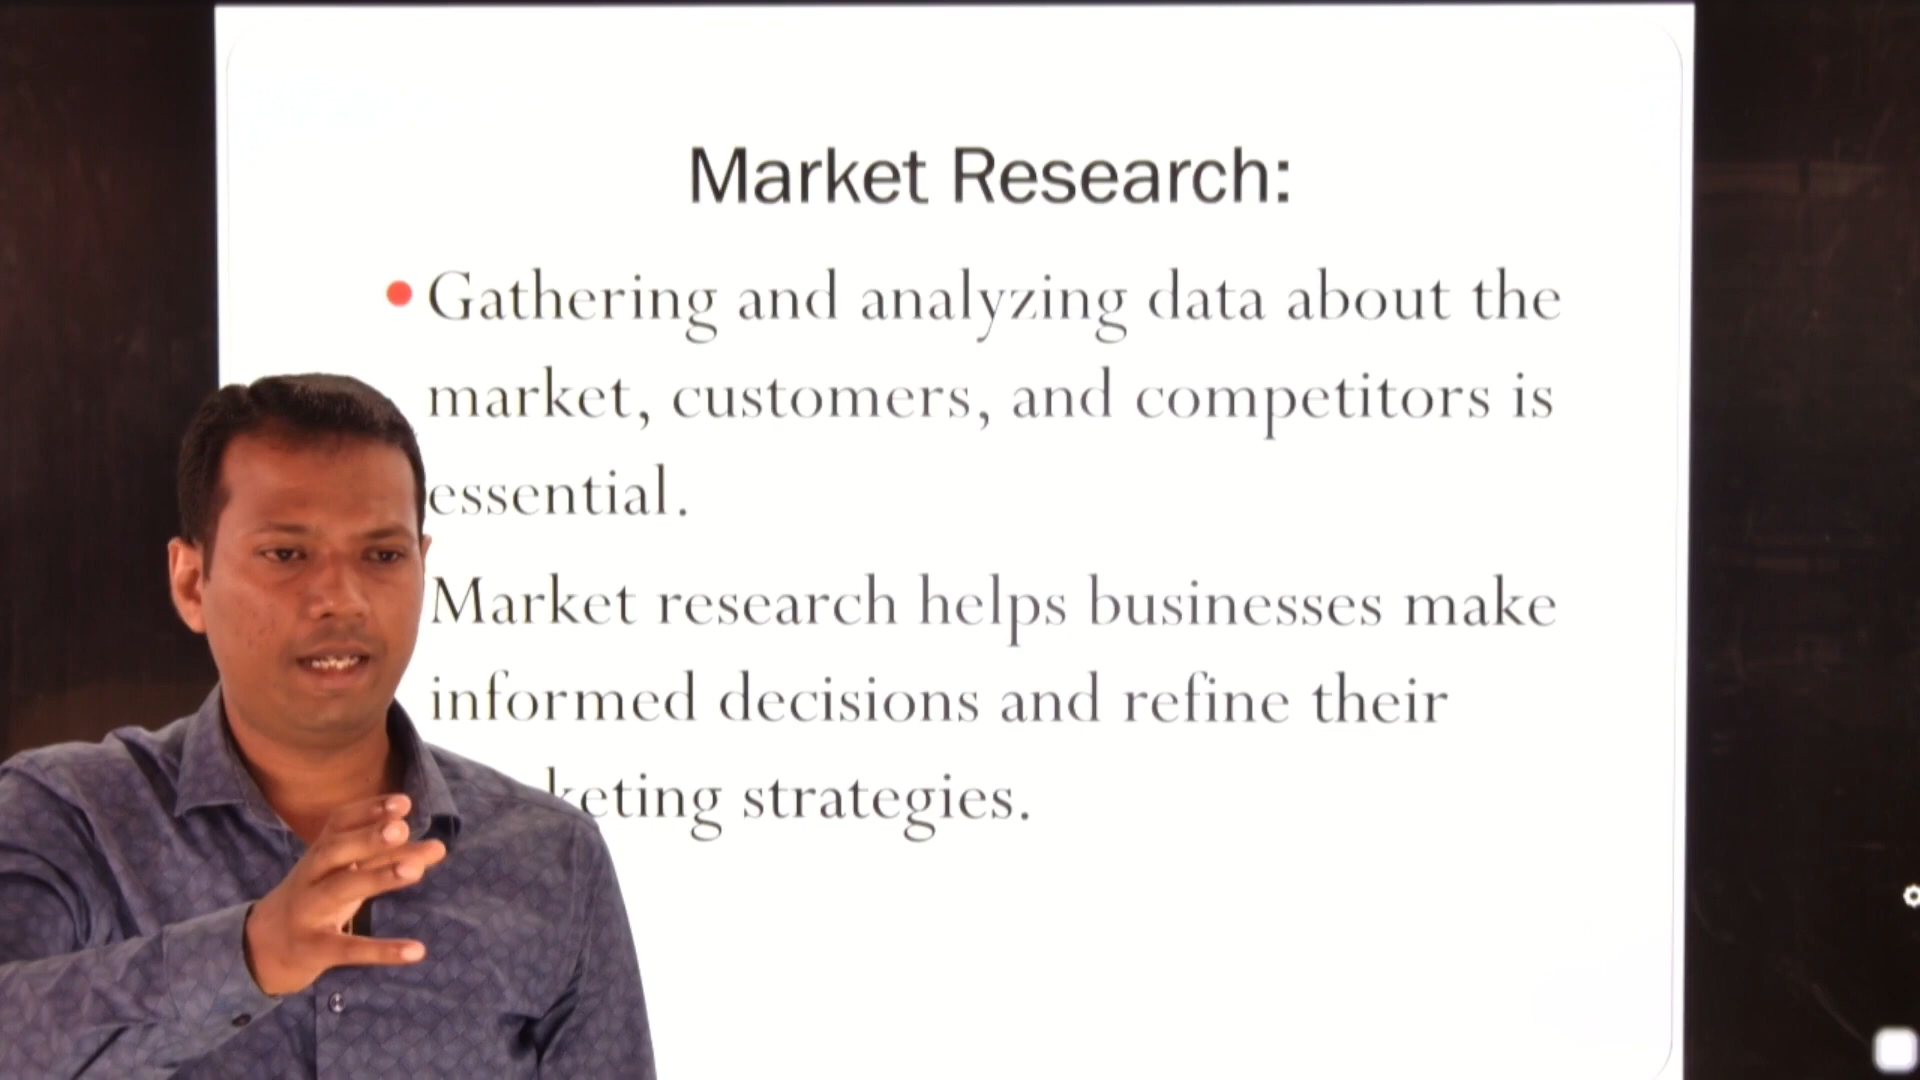 Market Research:
Gathering and analyzing data about the
market, customers, and competitors is
essential.
Market research helps businesses make
informed decisions and refine their
keting strategies.